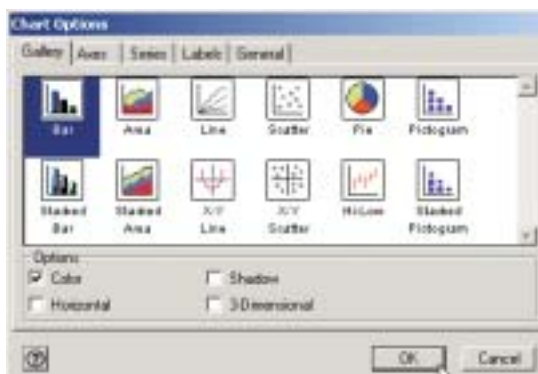 Chart Options
Gallery Axes Series Labels General
Bar Area Line Scatter Pie Pictogram
Stacked Bar Stacked Area X-Y Line X-Y Scatter Hi-Low Stacked Pictogram
Options
Color Shadow
Horizontal 3-Dimensional
OK Cancel